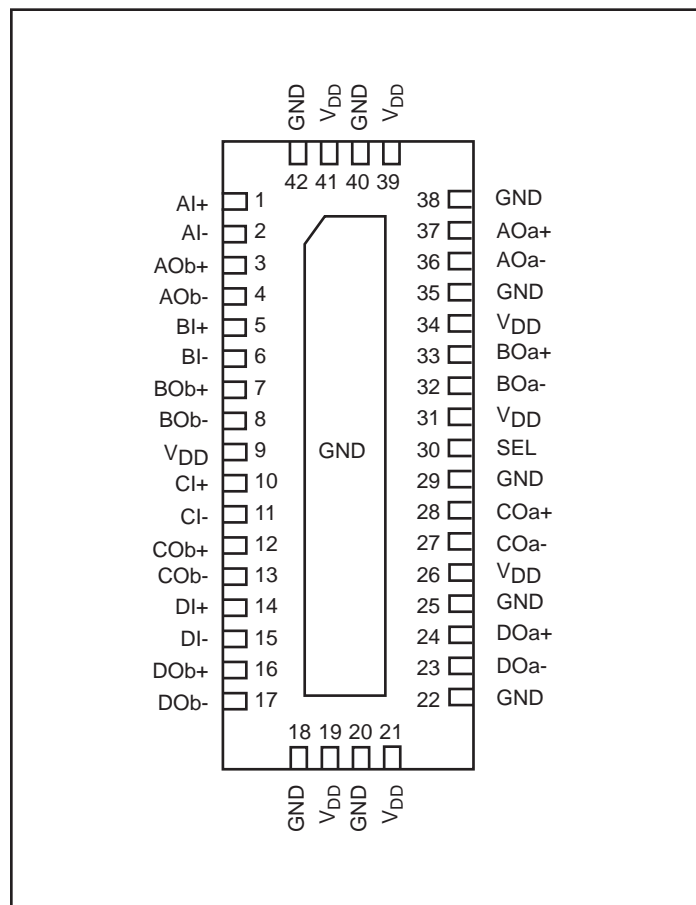 GND VDD GND VDD
42 41 40 39
AI+ 1
AI- 2
AOb+ 3
AOb- 4
BI+ 5
BI- 6
BOb+ 7
BOb- 8
VDD 9
CI+ 10
CI- 11
COb+ 12
COb- 13
DI+ 14
DI- 15
DOb+ 16
DOb- 17
GND
38 GND
37 AOa+
36 AOa-
35 GND
34 VDD
33 BOa+
32 BOa-
31 VDD
30 SEL
29 GND
28 COa+
27 COa-
26 VDD
25 GND
24 DOa+
23 DOa-
22 GND
18 19 20 21
GND VDD GND VDD